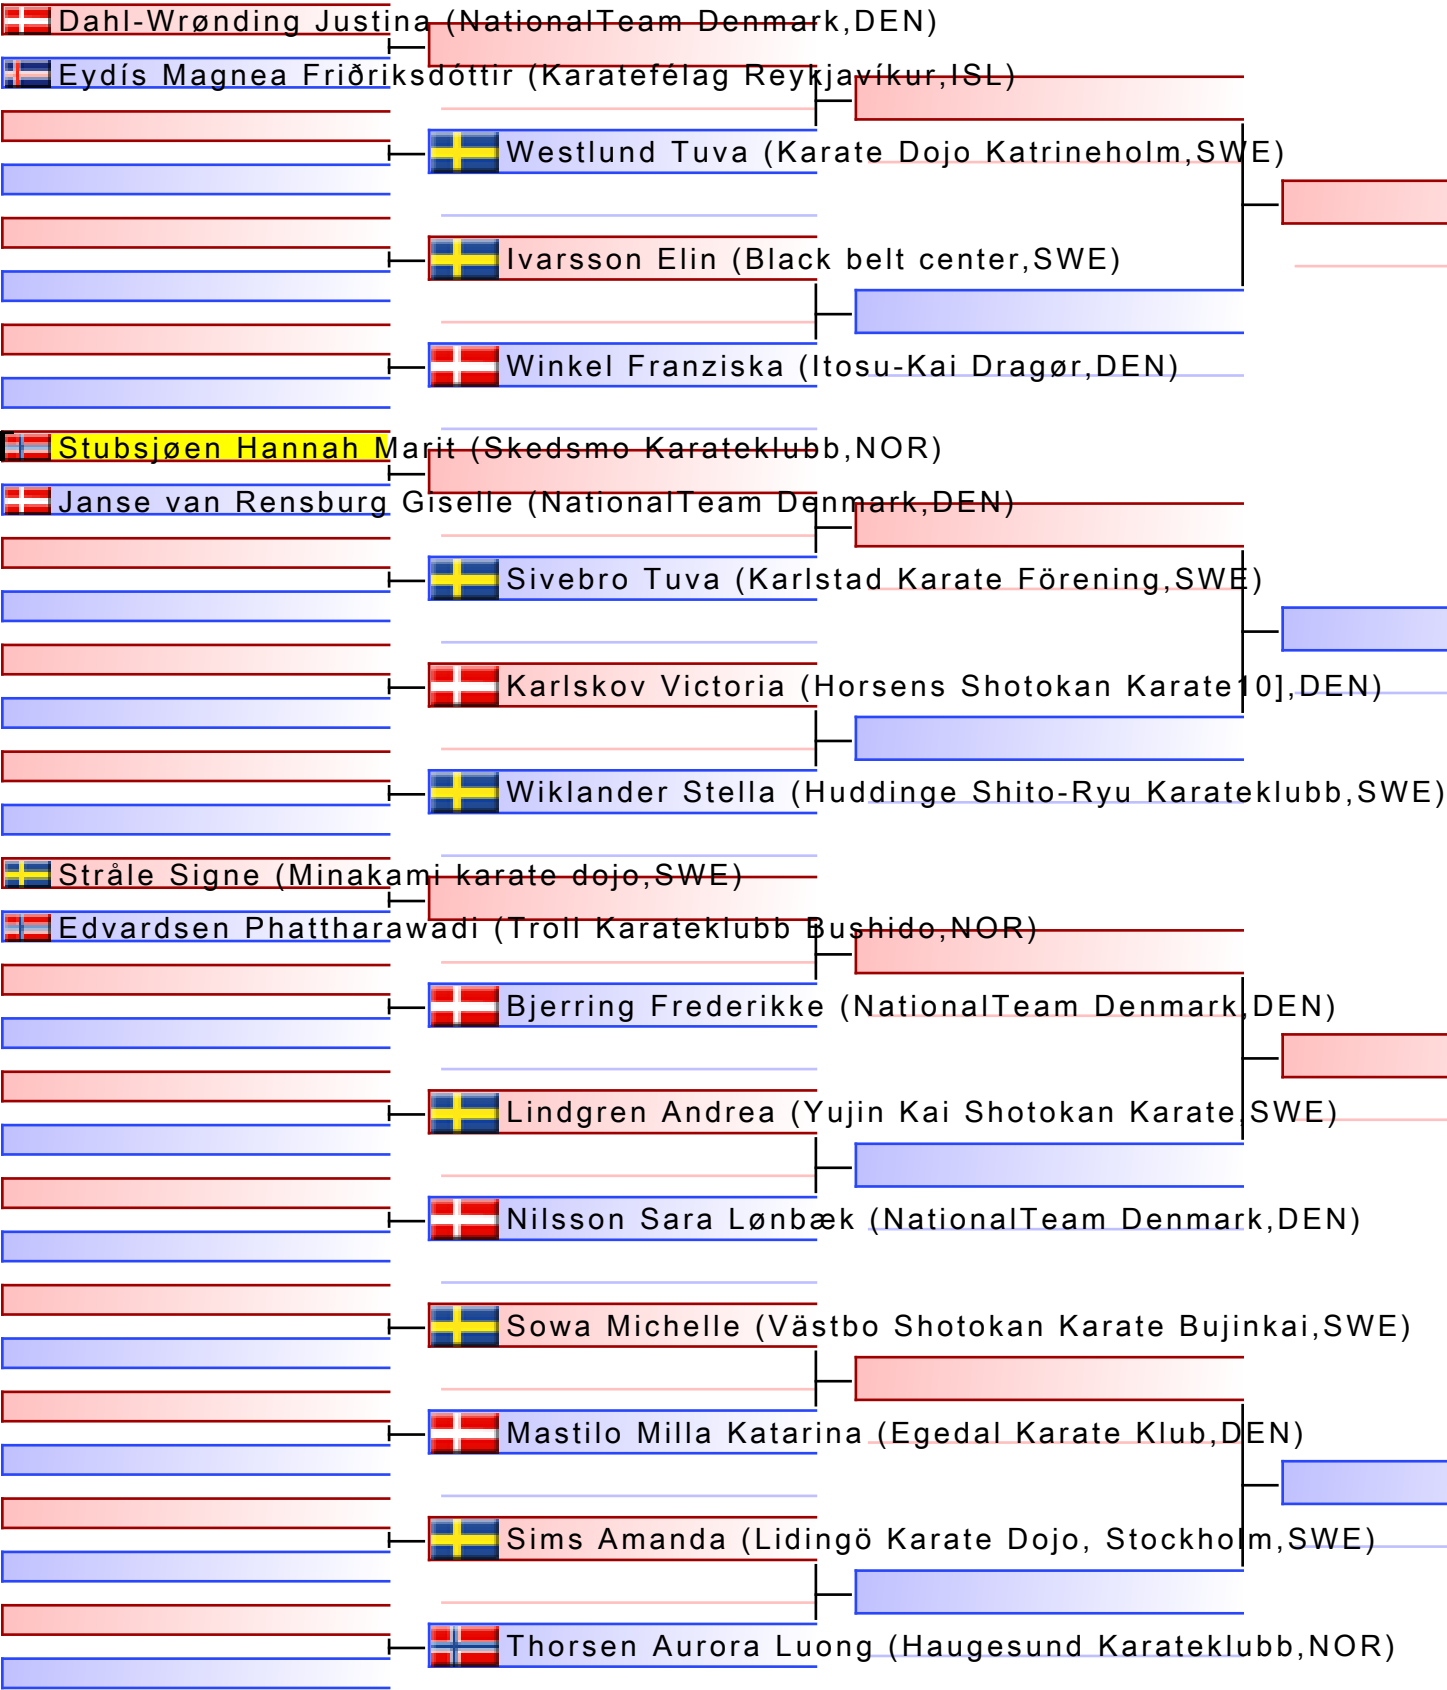 Dahl-Wrønding Justina (NationalTeam Denmark,DEN)
Eydís Magnea Friðriksdóttir (Karatefélag Reykjavíkur,ISL)
Westlund Tuva (Karate Dojo Katrineholm,SWE)
Ivarsson Elin (Black belt center,SWE)
Winkel Franziska (Itosu-Kai Dragør,DEN)
Stubsjøen Hannah Marit (Skedsmo Karateklubb,NOR)
Janse van Rensburg Giselle (NationalTeam Denmark,DEN)
Sivebro Tuva (Karlstad Karate Förening,SWE)
Karlskov Victoria (Horsens Shotokan Karate10],DEN)
Wiklander Stella (Huddinge Shito-Ryu Karateklubb,SWE)
Stråle Signe (Minakami karate dojo,SWE)
Edvardsen Phattharawadi (Troll Karateklubb Bushido,NOR)
Bjerring Frederikke (NationalTeam Denmark,DEN)
Lindgren Andrea (Yujin Kai Shotokan Karate,SWE)
Nilsson Sara Lønbæk (NationalTeam Denmark,DEN)
Sowa Michelle (Västbo Shotokan Karate Bujinkai,SWE)
Mastilo Milla Katarina (Egedal Karate Klub,DEN)
Sims Amanda (Lidingö Karate Dojo, Stockholm,SWE)
Thorsen Aurora Luong (Haugesund Karateklubb,NOR)